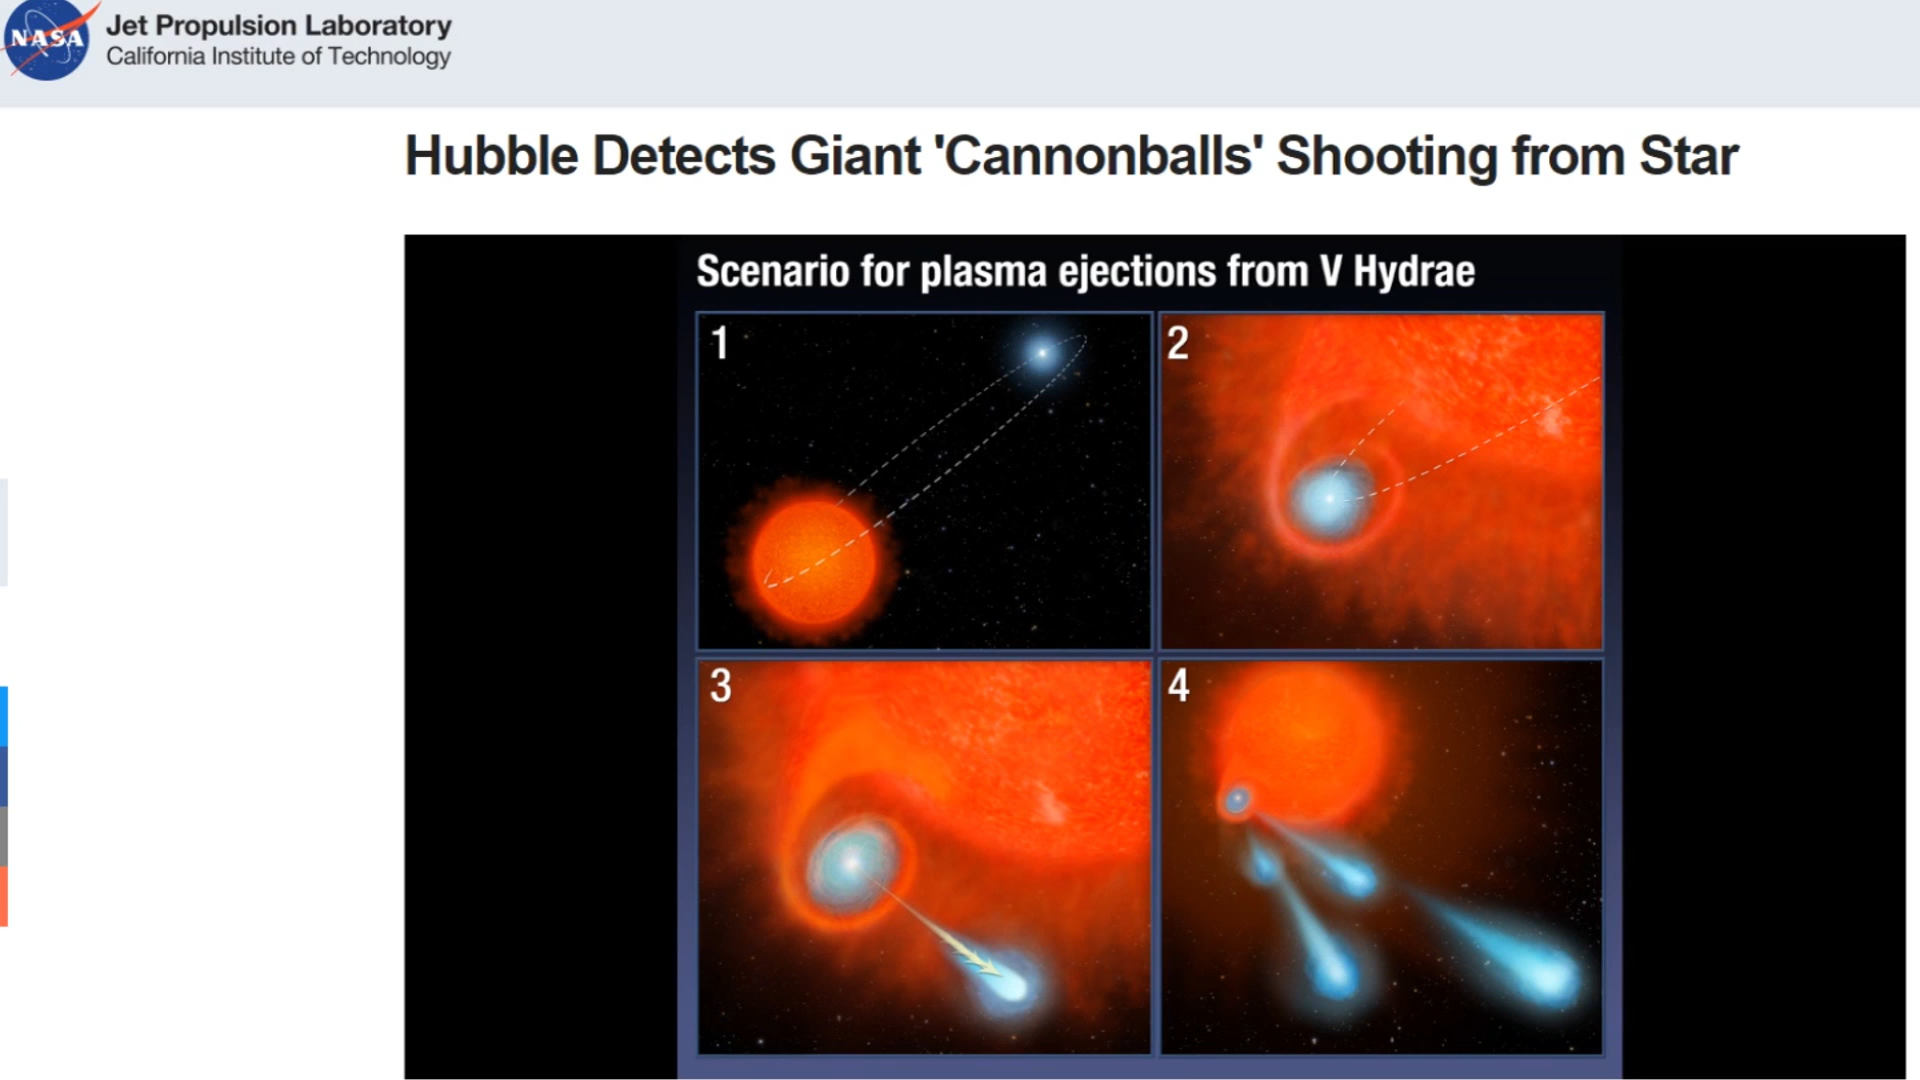 NASA
Jet Propulsion Laboratory
California Institute of Technology
Hubble Detects Giant 'Cannonballs' Shooting from Star
Scenario for plasma ejections from V Hydrae
1
2
3
4